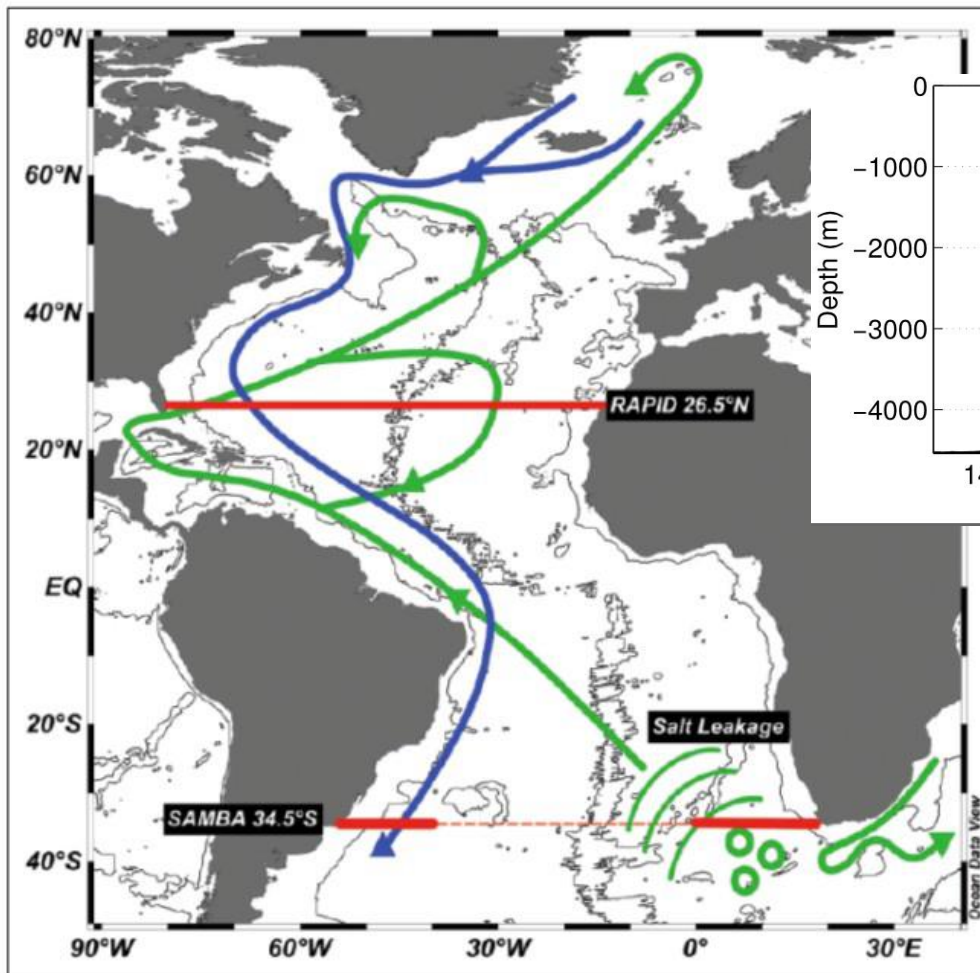 80°N
60°N
40°N
20°N
EQ
20°S
40°S
90°W 60°W 30°W 0° 30°E
RAPID 26.5°N
Salt Leakage
SAMBA 34.5°S
Ocean Data View
Depth (m)
0
−1000
−2000
−3000
−4000